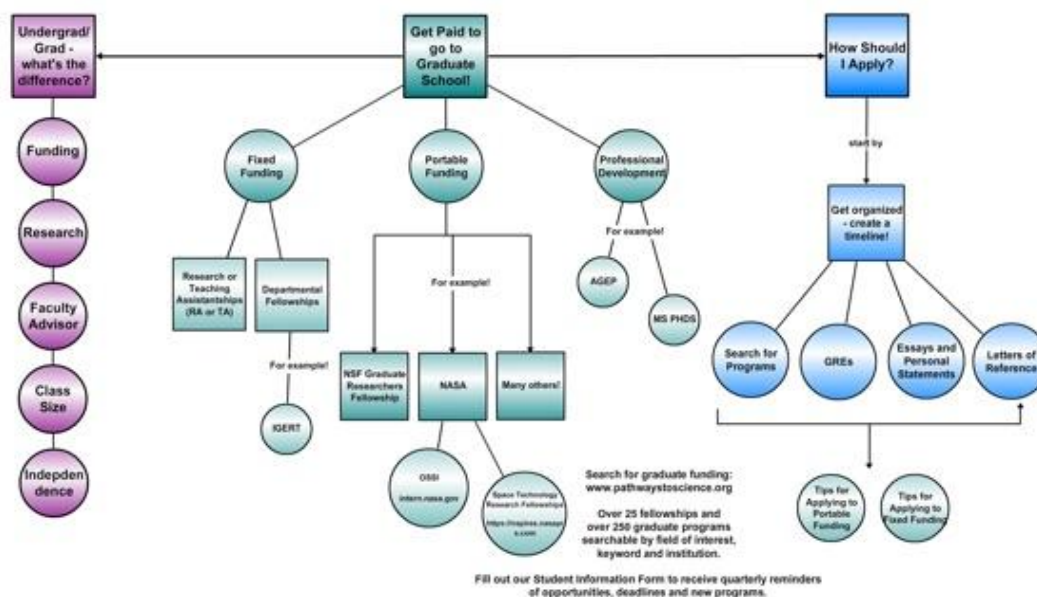 Undergrad/
Grad -
what's the
difference?
Get Paid to
go to
Graduate
School!
How Should
I Apply?
Funding
Research
Faculty
Advisor
Class
Size
Indepden
dence
Fixed
Funding
Portable
Funding
Professional
Development
start by
Get organized
- create a
timeline!
Research or
Teaching
Assistantships
(RA or TA)
Departmental
Fellowships
For example!
IGERT
For example!
NSF Graduate
Researchers
Fellowship
NASA
Many others!
OSSI
intern.nasa.gov
Space Technology
Research Fellowships
For example!
AGEP
MS PHDS
Search for
Programs
GREs
Essays and
Personal
Statements
Letters of
Reference
Tips for
Applying to
Portable
Funding
Tips for
Applying to
Fixed Funding
Search for graduate funding:
www.pathwaystoscience.org
Over 25 fellowships and
over 250 graduate programs
searchable by field of interest,
keyword and institution.
Fill out our Student Information Form to receive quarterly reminders
of opportunities, deadlines and new programs.